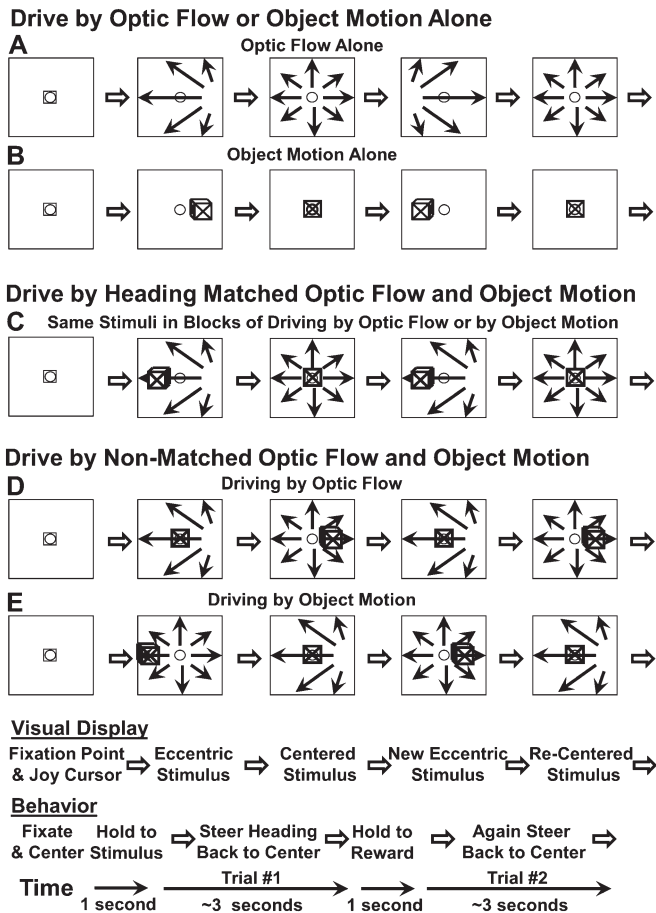 Drive by Optic Flow or Object Motion Alone
A
Optic Flow Alone
B
Object Motion Alone
Drive by Heading Matched Optic Flow and Object Motion
C
Same Stimuli in Blocks of Driving by Optic Flow or by Object Motion
Drive by Non-Matched Optic Flow and Object Motion
D
Driving by Optic Flow
E
Driving by Object Motion
Visual Display
Fixation Point & Joy Cursor
Eccentric Stimulus
Centered Stimulus
New Eccentric Stimulus
Re-Centered Stimulus
Behavior
Fixate & Center
Hold to Stimulus
Steer Heading Back to Center
Hold to Reward
Again Steer Back to Center
Time
1 second
Trial #1
~3 seconds
1 second
Trial #2
~3 seconds